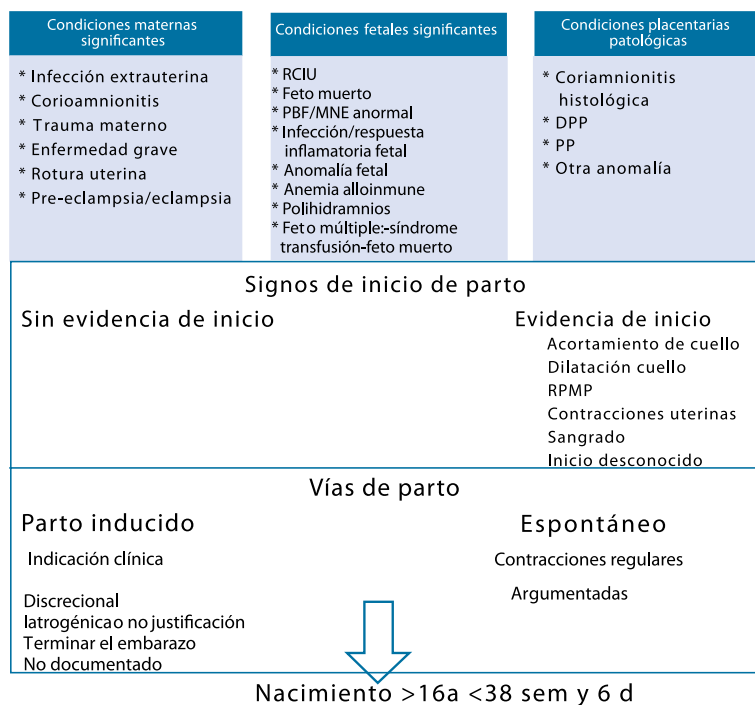 Condiciones maternas
significantes
* Infección extrauterina
* Corioamnionitis
* Trauma materno
* Enfermedad grave
* Rotura uterina
* Pre-eclampsia/eclampsia
Condiciones fetales significantes
* RCIU
* Feto muerto
* PBF/MNE anormal
* Infección/respuesta
inflamatoria fetal
* Anomalía fetal
* Anemia alloinmune
* Polihidramnios
* Feto múltiple:-síndrome
transfusión-feto muerto
Condiciones placentarias
patológicas
* Coriamnionitis
histológica
* DPP
* PP
* Otra anomalía
Signos de inicio de parto
Sin evidencia de inicio
Evidencia de inicio
Acortamiento de cuello
Dilatación cuello
RPMP
Contracciones uterinas
Sangrado
Inicio desconocido
Vías de parto
Parto inducido
Indicación clínica
Discrecional
Iatrogénica o no justificación
Terminar el embarazo
No documentado
Espontáneo
Contracciones regulares
Argumentadas
Nacimiento >16a <38 sem y 6 d